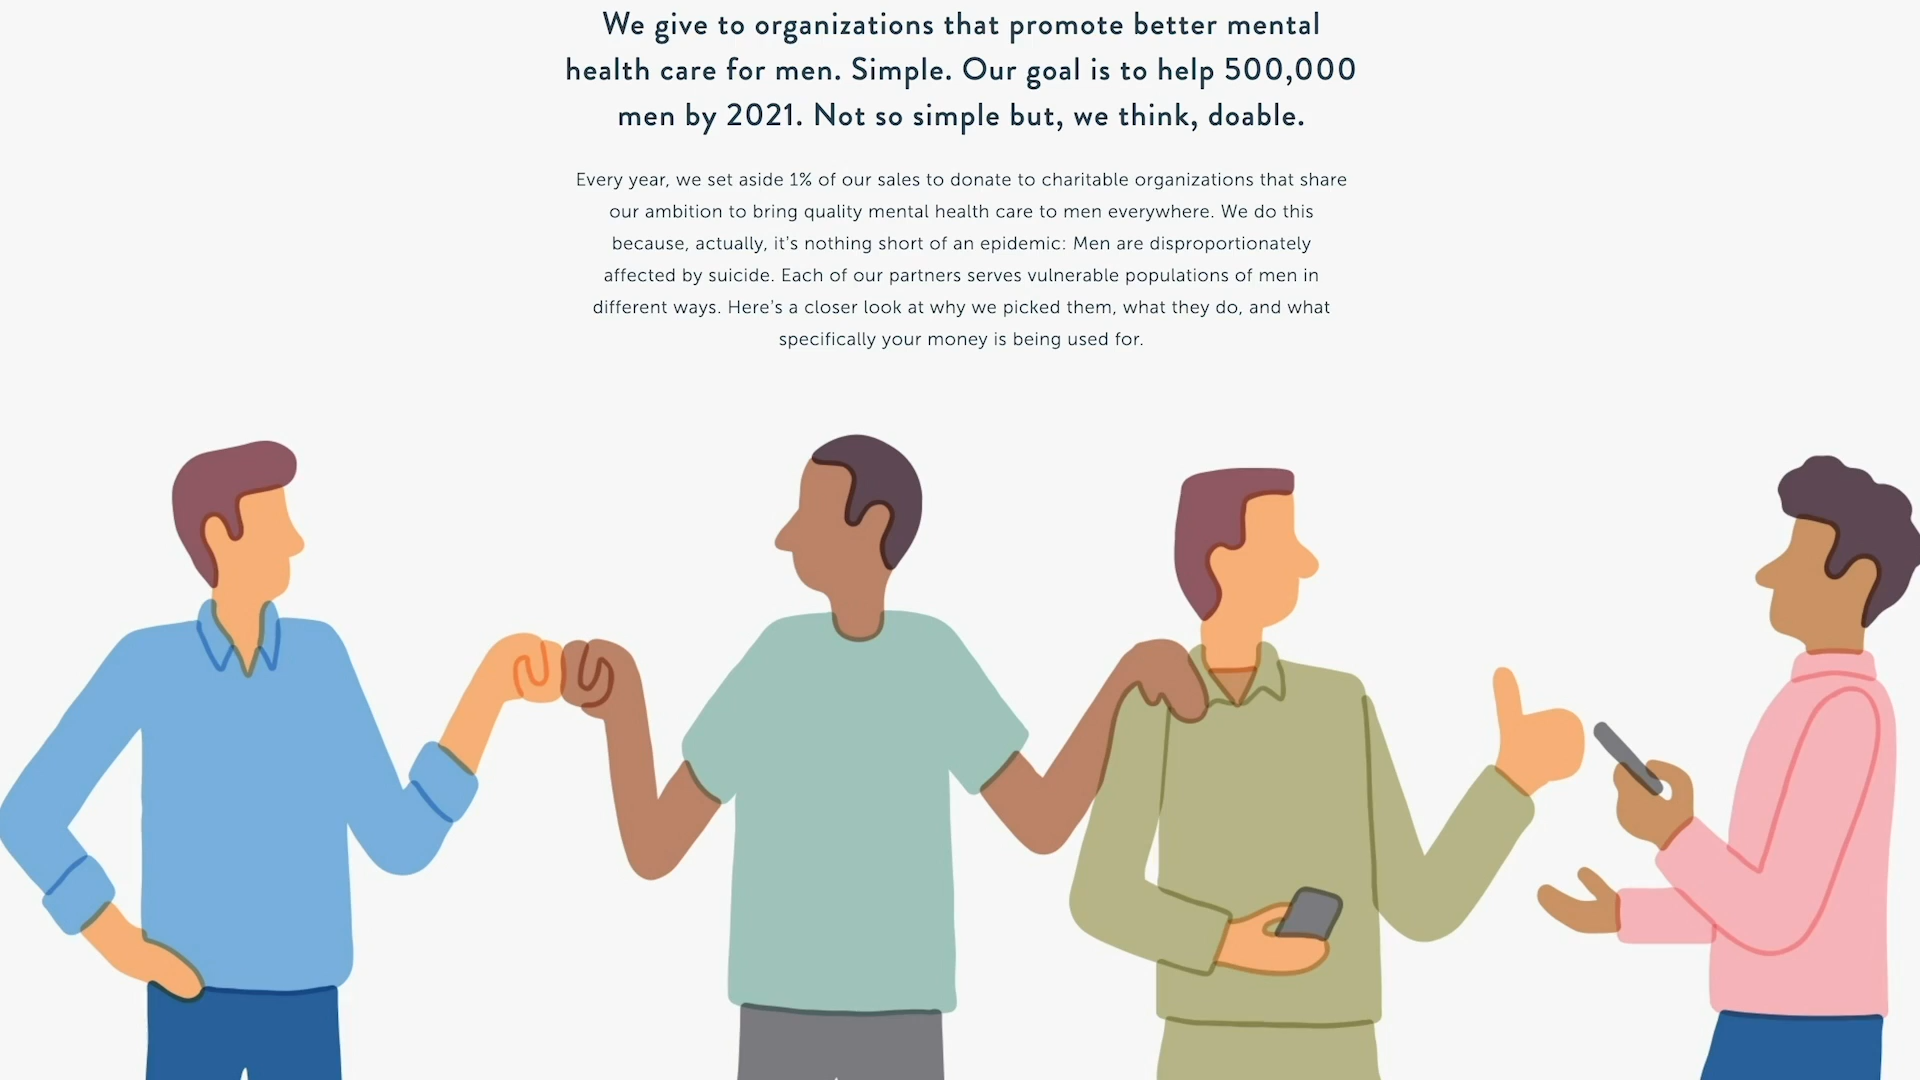 We give to organizations that promote better mental
health care for men. Simple. Our goal is to help 500,000
men by 2021. Not so simple but, we think, doable.
Every year, we set aside 1% of our sales to donate to charitable organizations that share
our ambition to bring quality mental health care to men everywhere. We do this
because, actually, it's nothing short of an epidemic: Men are disproportionately
affected by suicide. Each of our partners serves vulnerable populations of men in
different ways. Here's a closer look at why we picked them, what they do, and what
specifically your money is being used for.